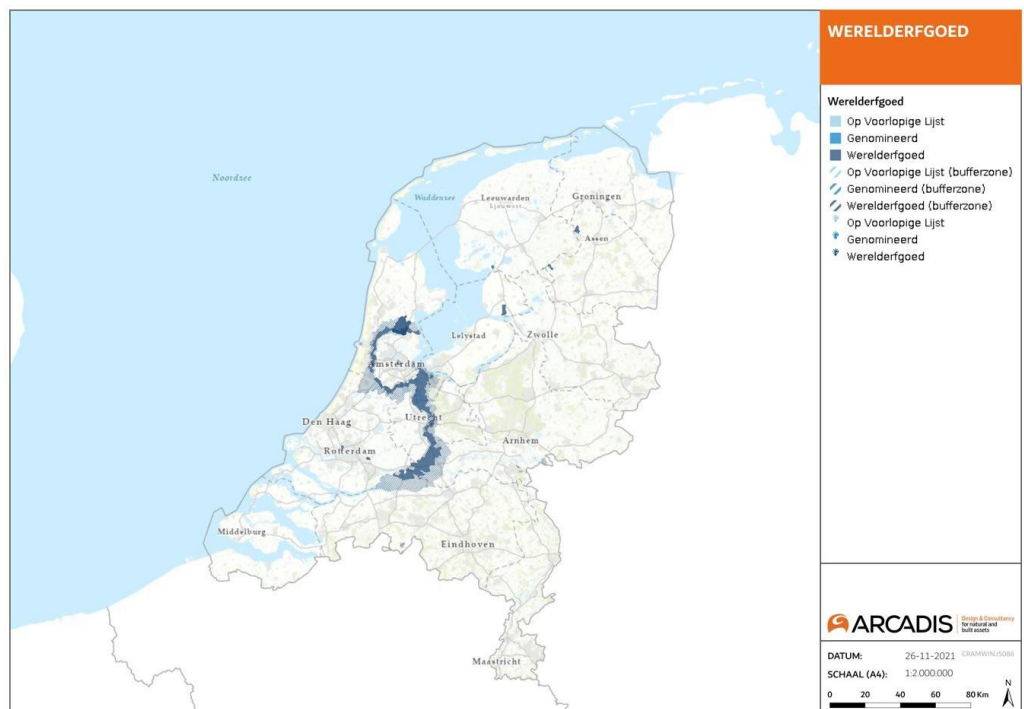 WERELDERFGOED
Werelderfgoed
Op Voorlopige Lijst
Genomineerd
Werelderfgoed
Op Voorlopige Lijst (bufferzone)
Genomineerd (bufferzone)
Werelderfgoed (bufferzone)
Op Voorlopige Lijst
Genomineerd
Werelderfgoed
Noordzee
Waddenzee
Leeuwarden
Ljouwert
Groningen
Assen
Lelystad
Zwolle
Amsterdam
Den Haag
Utrecht
Rotterdam
Arnhem
Middelburg
Eindhoven
Maastricht
ARCADIS
Design & Consultancy
for natural and
built assets
DATUM: 26-11-2021 CRAMWINJ5086
SCHAAL (A4): 1:2.000.000
0 20 40 60 80 Km
N